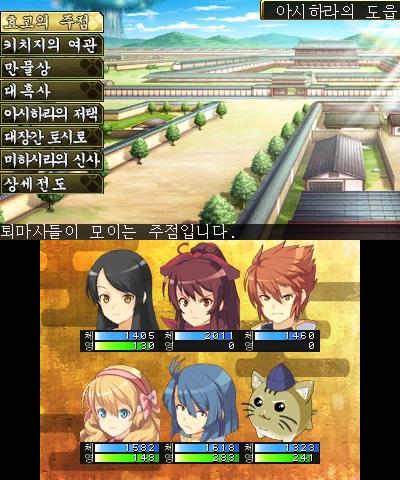 효고의 주점
키치지의 여관
만물상
대흑사
아시하라의 저택
대장간 토시로
미하시라의 신사
상세전도
아시하라의 도읍
퇴마사들이 모이는 주점입니다.
체 1405 체 2011 체 1460
영 130 영 0 영 0
체 1582 체 1618 체 1323
영 148 영 233 영 241